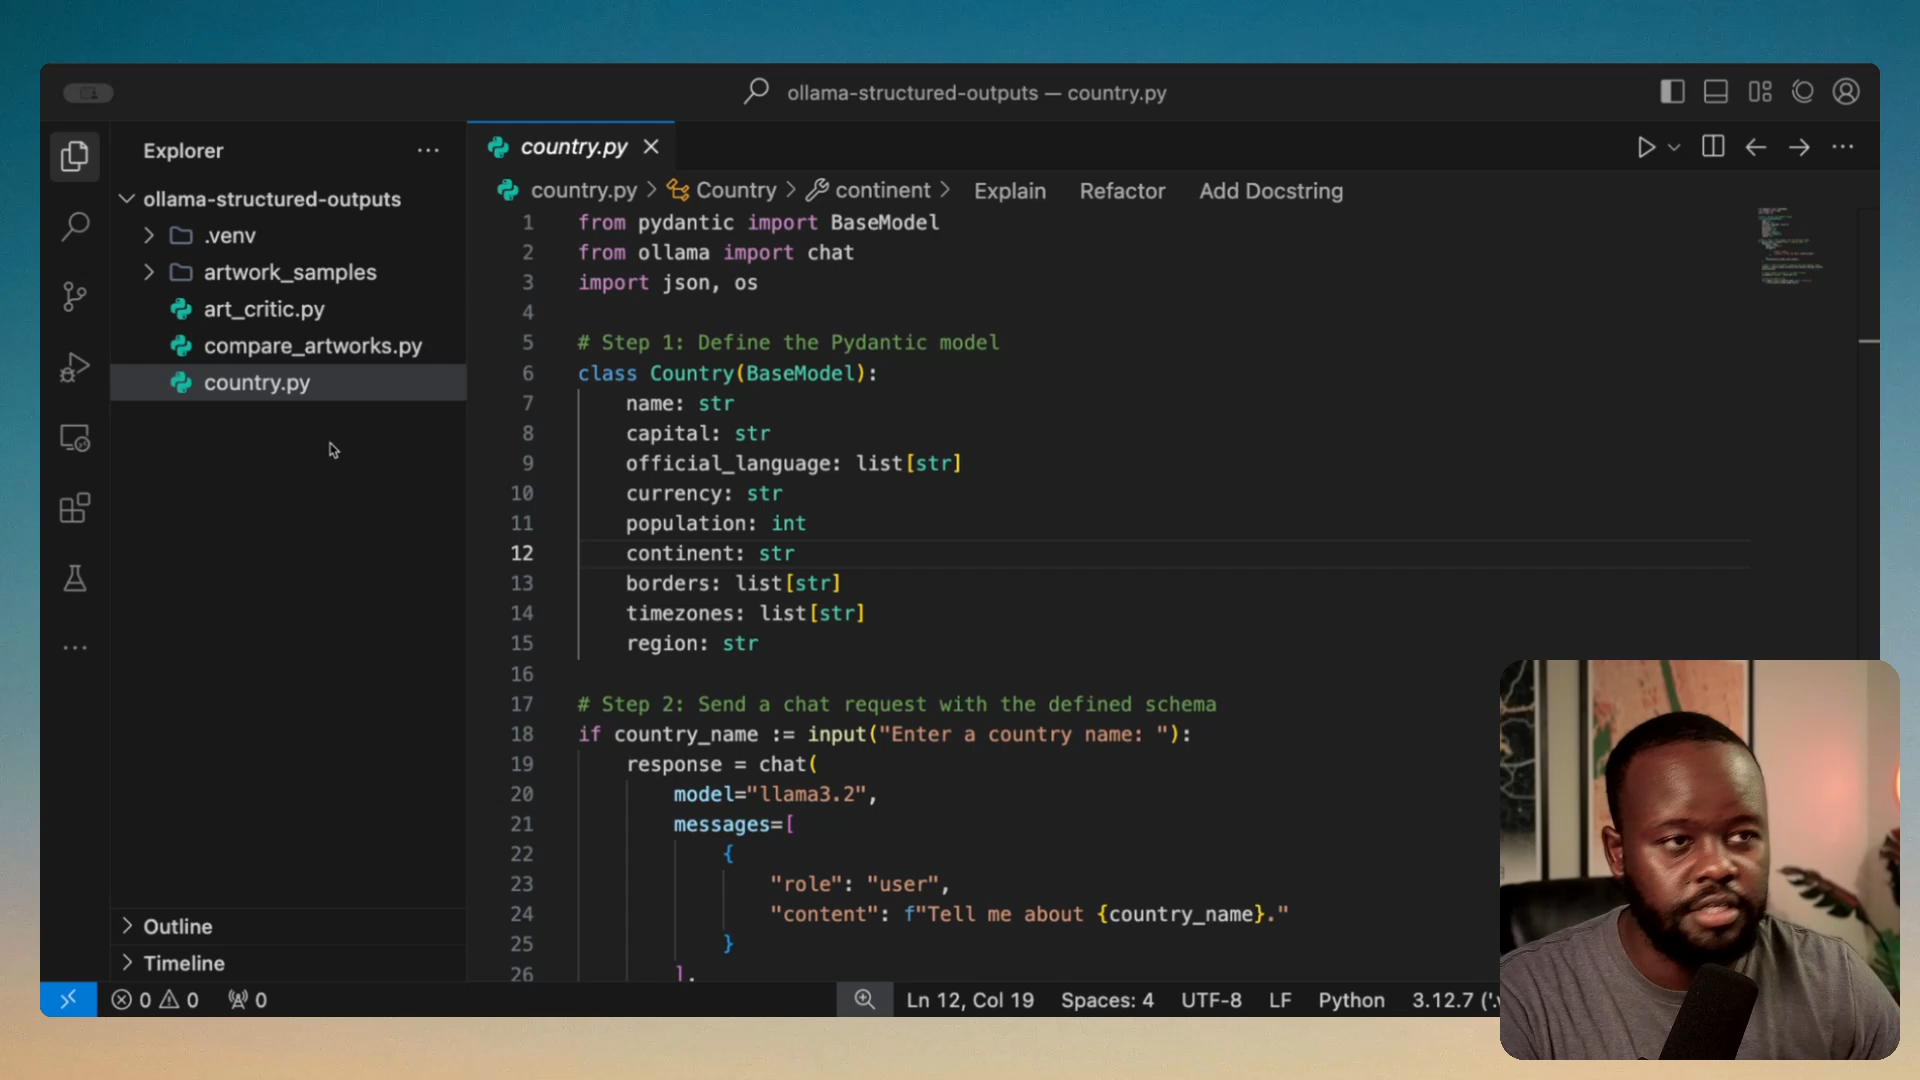 ollama-structured-outputs — country.py
Explorer
ollama-structured-outputs
.venv
artwork_samples
art_critic.py
compare_artworks.py
country.py
Outline
Timeline
country.py
country.py > Country > continent > Explain Refactor Add Docstring
1 from pydantic import BaseModel
2 from ollama import chat
3 import json, os
4
5 # Step 1: Define the Pydantic model
6 class Country(BaseModel):
7 name: str
8 capital: str
9 official_language: list[str]
10 currency: str
11 population: int
12 continent: str
13 borders: list[str]
14 timezones: list[str]
15 region: str
16
17 # Step 2: Send a chat request with the defined schema
18 if country_name := input("Enter a country name: "):
19 response = chat(
20 model="llama3.2",
21 messages=[
22 {
23 "role": "user",
24 "content": f"Tell me about {country_name}."
25 }
26 ],
0 0 0 Ln 12, Col 19 Spaces: 4 UTF-8 LF Python 3.12.7 ('.v